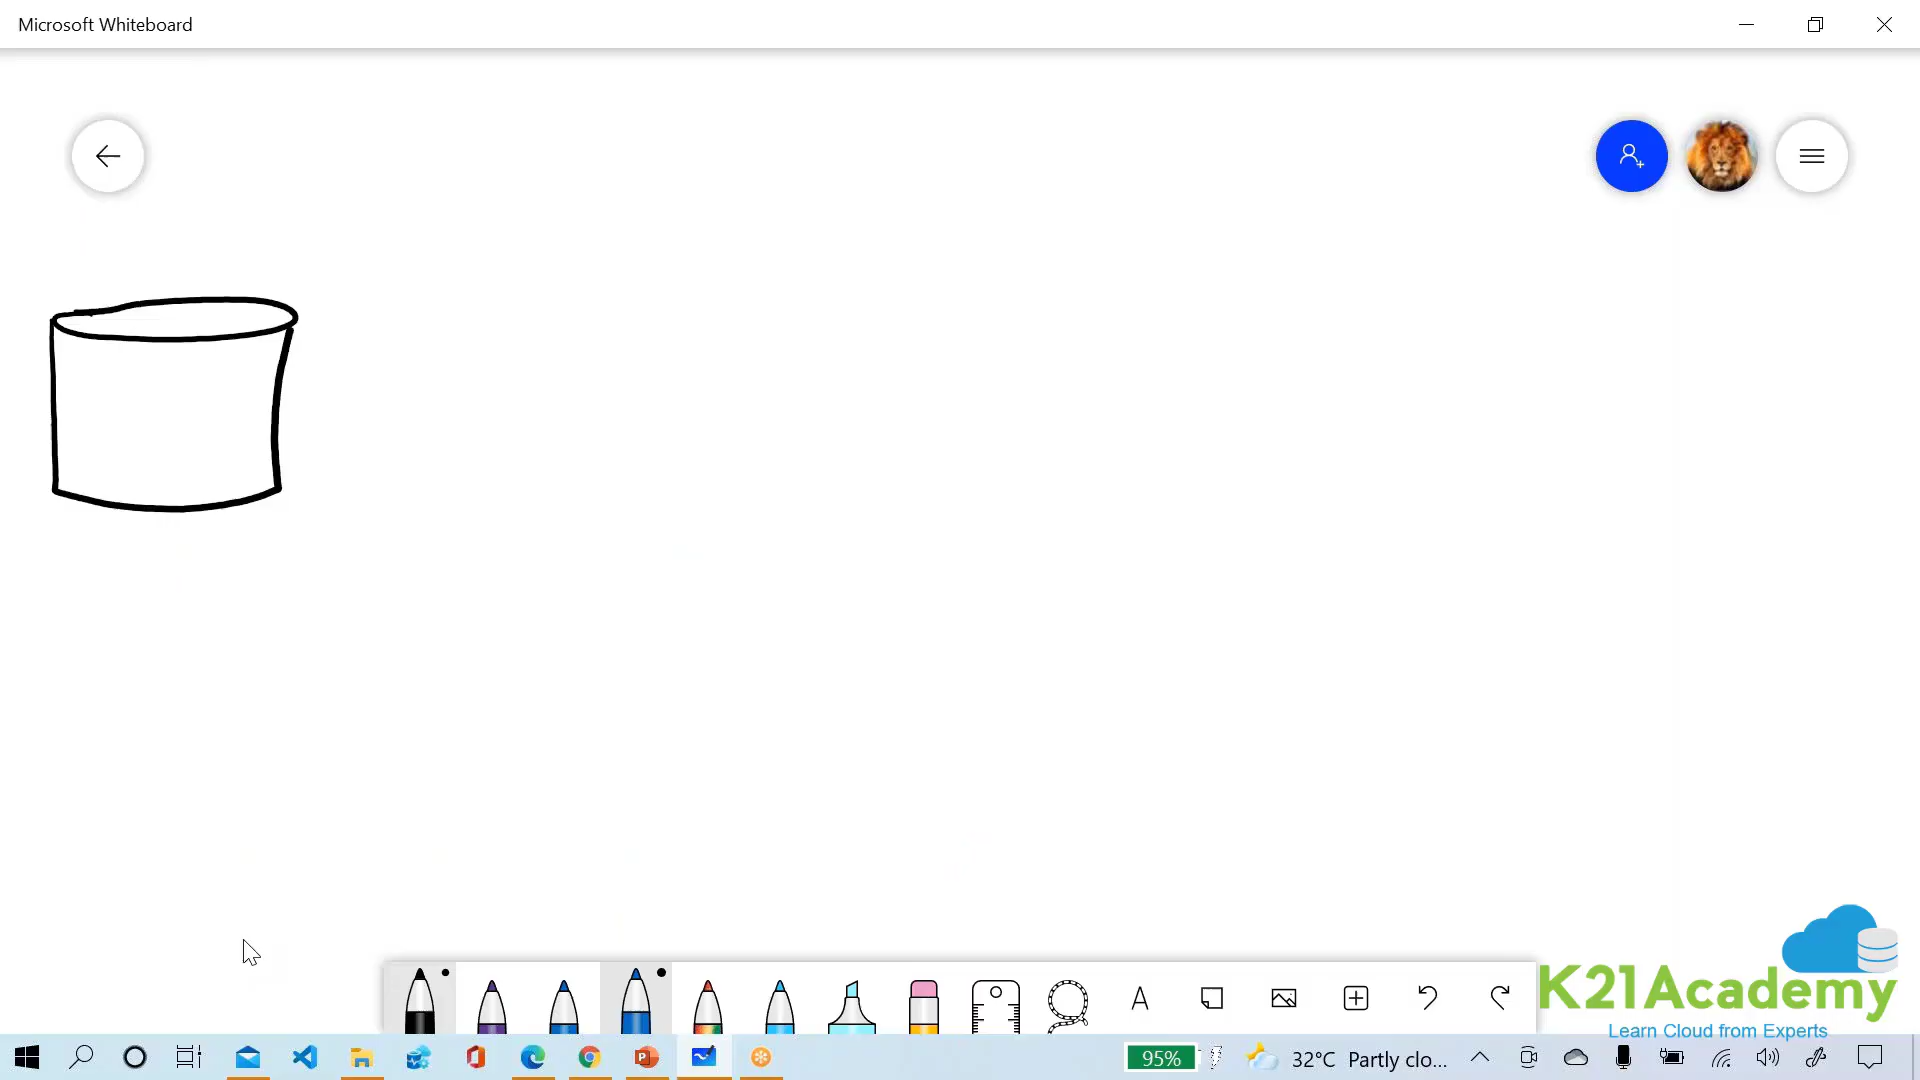 Microsoft Whiteboard
A
K21Academy
Learn Cloud from Experts
95%
32°C Partly clo...